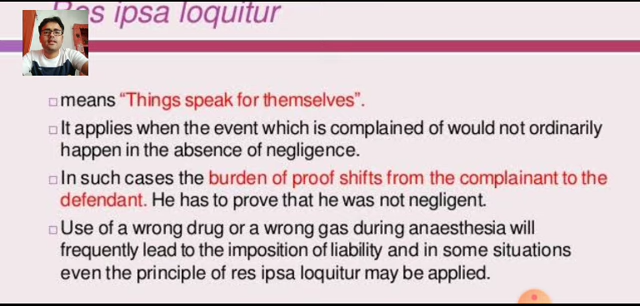 Res ipsa loquitur
means “Things speak for themselves”.
It applies when the event which is complained of would not ordinarily
happen in the absence of negligence.
In such cases the burden of proof shifts from the complainant to the
defendant. He has to prove that he was not negligent.
Use of a wrong drug or a wrong gas during anaesthesia will
frequently lead to the imposition of liability and in some situations
even the principle of res ipsa loquitur may be applied.